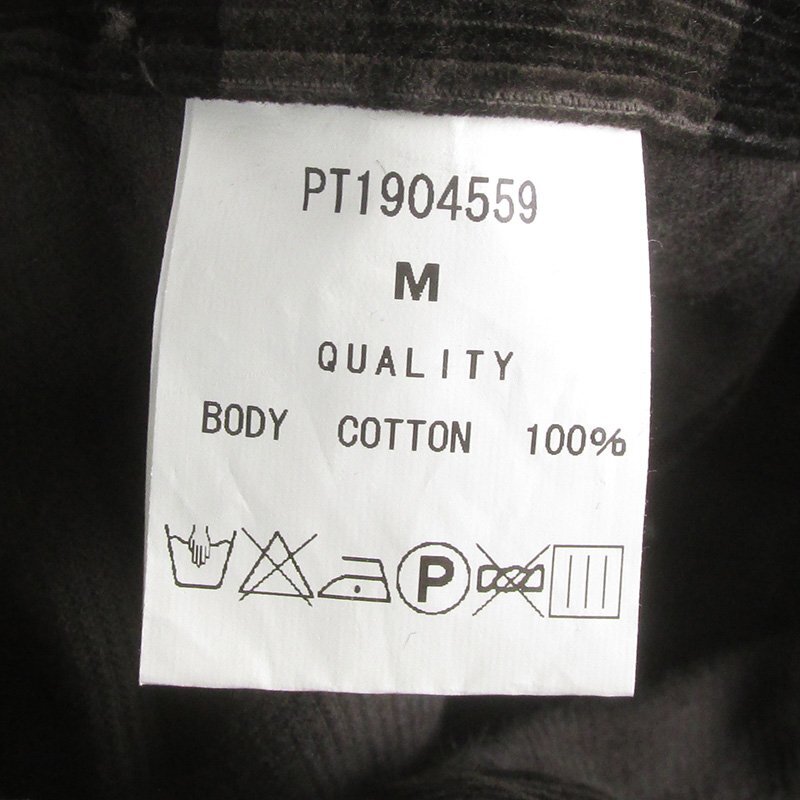 PT1904559
M
QUALITY
BODY COTTON 100%
P